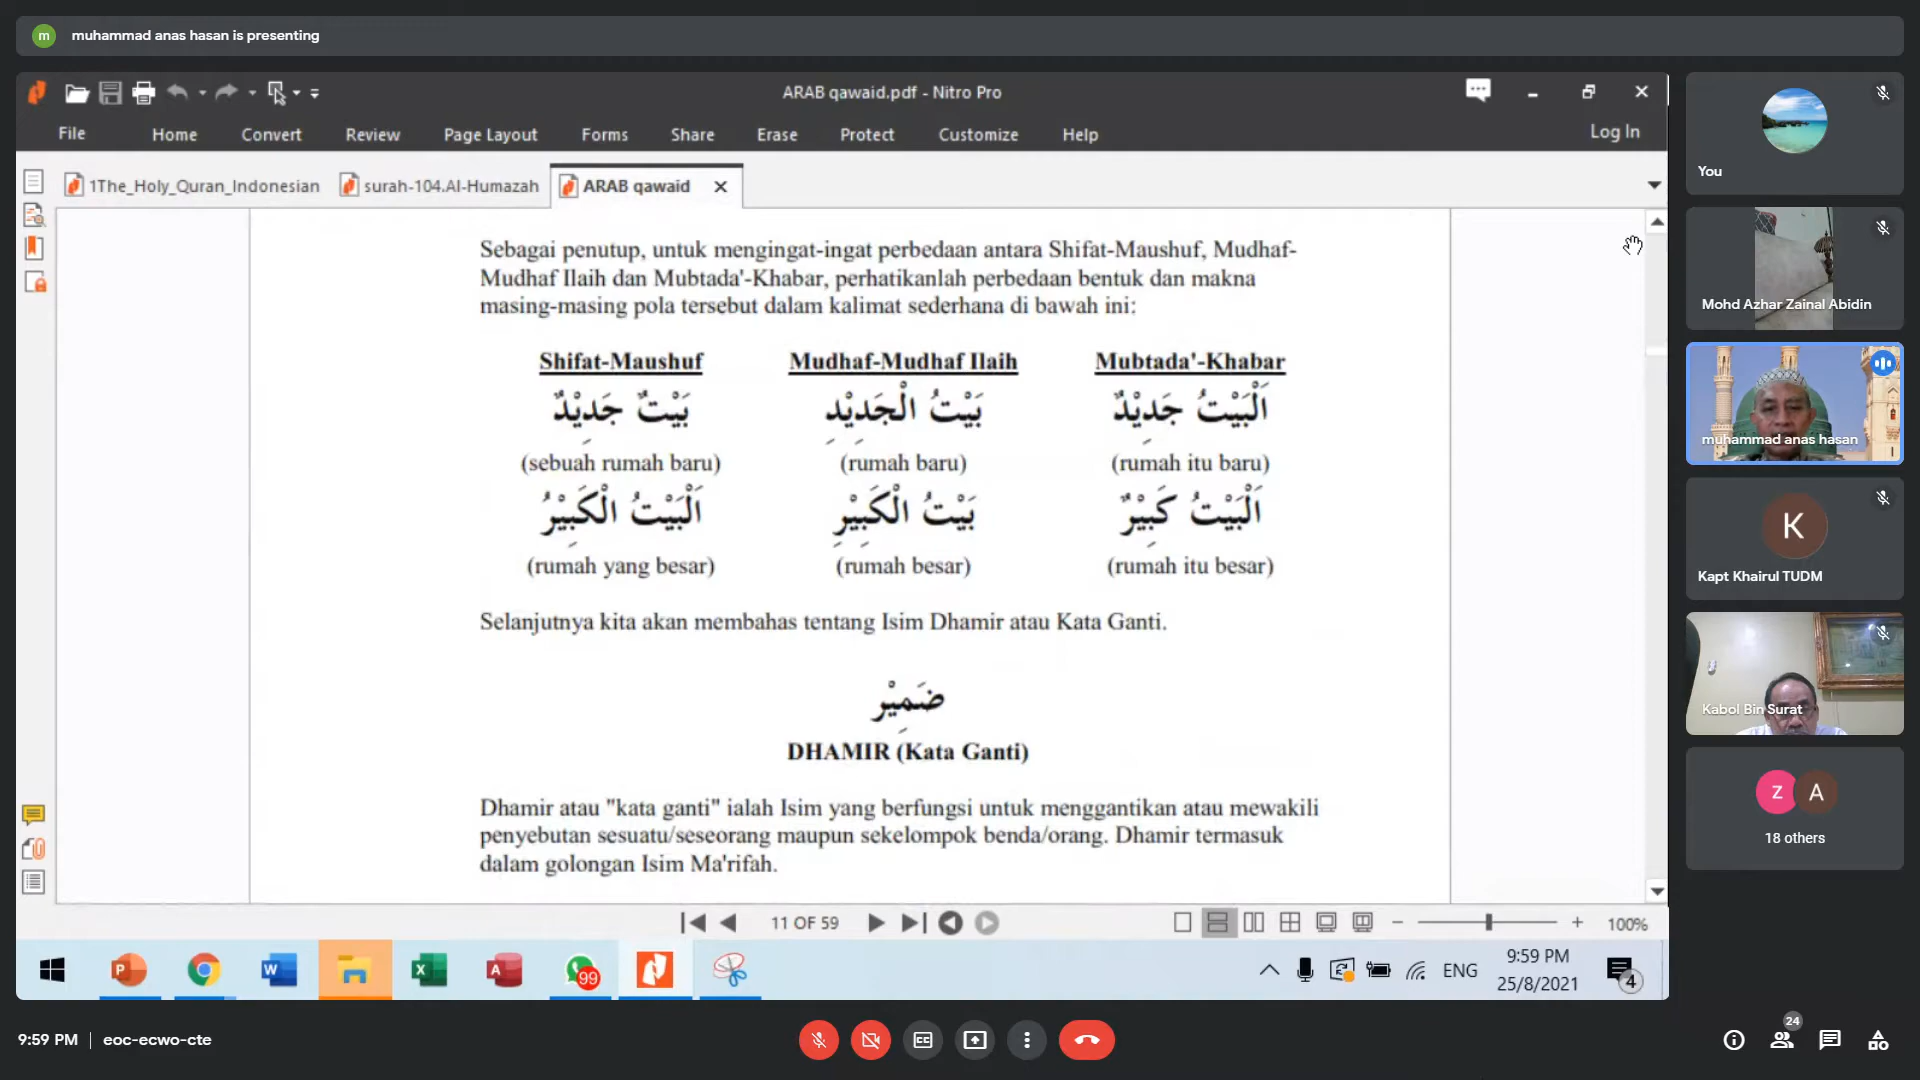 m muhammad anas hasan is presenting
ARAB qawaid.pdf - Nitro Pro
File Home Convert Review Page Layout Forms Share Erase Protect Customize Help Log In
1The_Holy_Quran_Indonesian surah-104.Al-Humazah ARAB qawaid
Sebagai penutup, untuk mengingat-ingat perbedaan antara Shifat-Maushuf, Mudhaf-
Mudhaf Ilaih dan Mubtada'-Khabar, perhatikanlah perbedaan bentuk dan makna
masing-masing pola tersebut dalam kalimat sederhana di bawah ini:
Shifat-Maushuf Mudhaf-Mudhaf Ilaih Mubtada'-Khabar
بَيْتٌ جَدِيْدٌ بَيْتُ الْجَدِيْدِ اَلْبَيْتُ جَدِيْدٌ
(sebuah rumah baru) (rumah baru) (rumah itu baru)
اَلْبَيْتُ الْكَبِيْرُ بَيْتُ الْكَبِيْرِ اَلْبَيْتُ كَبِيْرٌ
(rumah yang besar) (rumah besar) (rumah itu besar)
Selanjutnya kita akan membahas tentang Isim Dhamir atau Kata Ganti.
ضَمِيْر
DHAMIR (Kata Ganti)
Dhamir atau "kata ganti" ialah Isim yang berfungsi untuk menggantikan atau mewakili
penyebutan sesuatu/seseorang maupun sekelompok benda/orang. Dhamir termasuk
dalam golongan Isim Ma'rifah.
11 OF 59 100%
99 ENG 9:59 PM
25/8/2021 4
You
Mohd Azhar Zainal Abidin
muhammad anas hasan
K
Kapt Khairul TUDM
Kabol Bin Surat
Z A
18 others
9:59 PM eoc-ecwo-cte 24